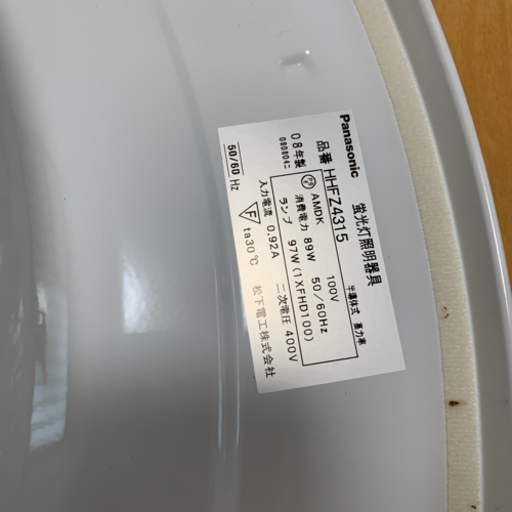 Panasonic 蛍光灯照明器具
品番 HHFZ4315 半導体式 高力率
08年製 AMDK 100V
消費電力 89W 50/60Hz
ランプ 97W(1XFHD100)
入力電流 0.92A 二次電圧 400V
50/60 Hz F ta30℃ 松下電工株式会社